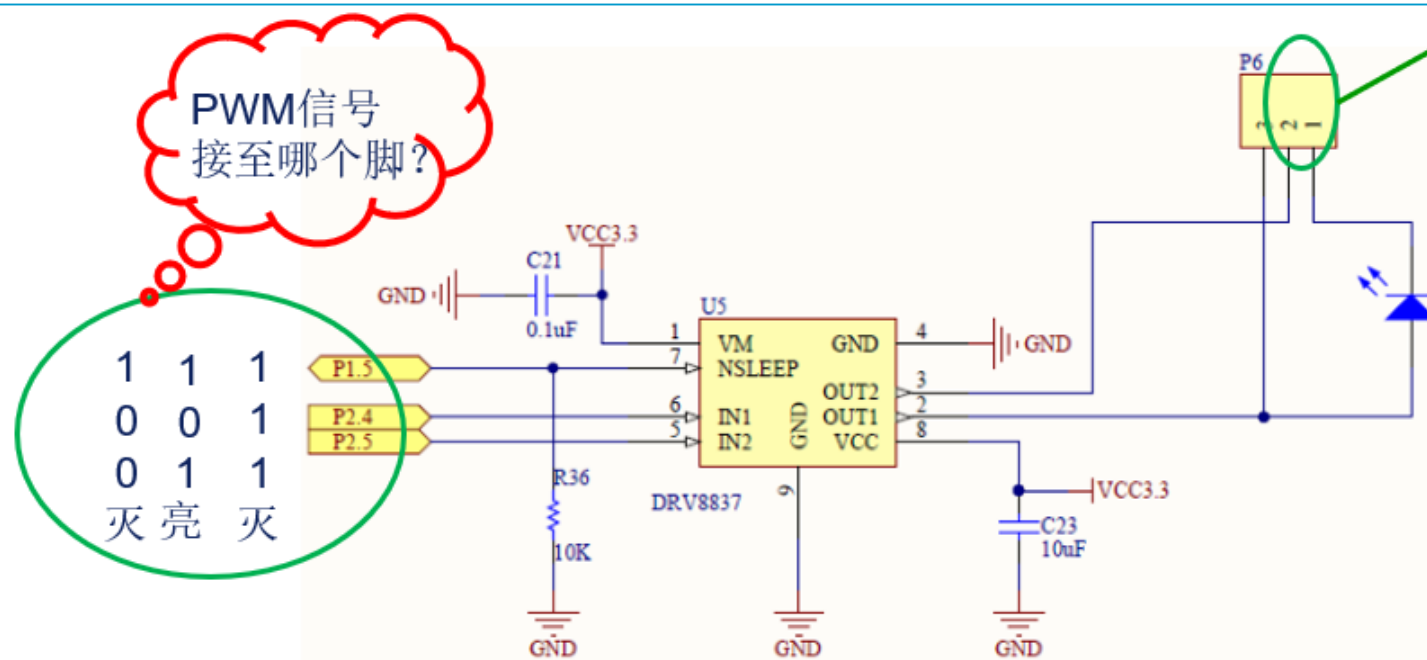 PWM信号
接至哪个脚?
1 1 1
0 0 1
0 1 1
灭 亮 灭
P1.5
P2.4
P2.5
GND
C21
0.1uF
VCC3.3
R36
10K
GND
U5
1
7
6
5
VM
NSLEEP
IN1
IN2
GND
GND
OUT2
OUT1
VCC
4
3
2
8
9
DRV8837
GND
GND
VCC3.3
C23
10uF
GND
P6
3
2
1